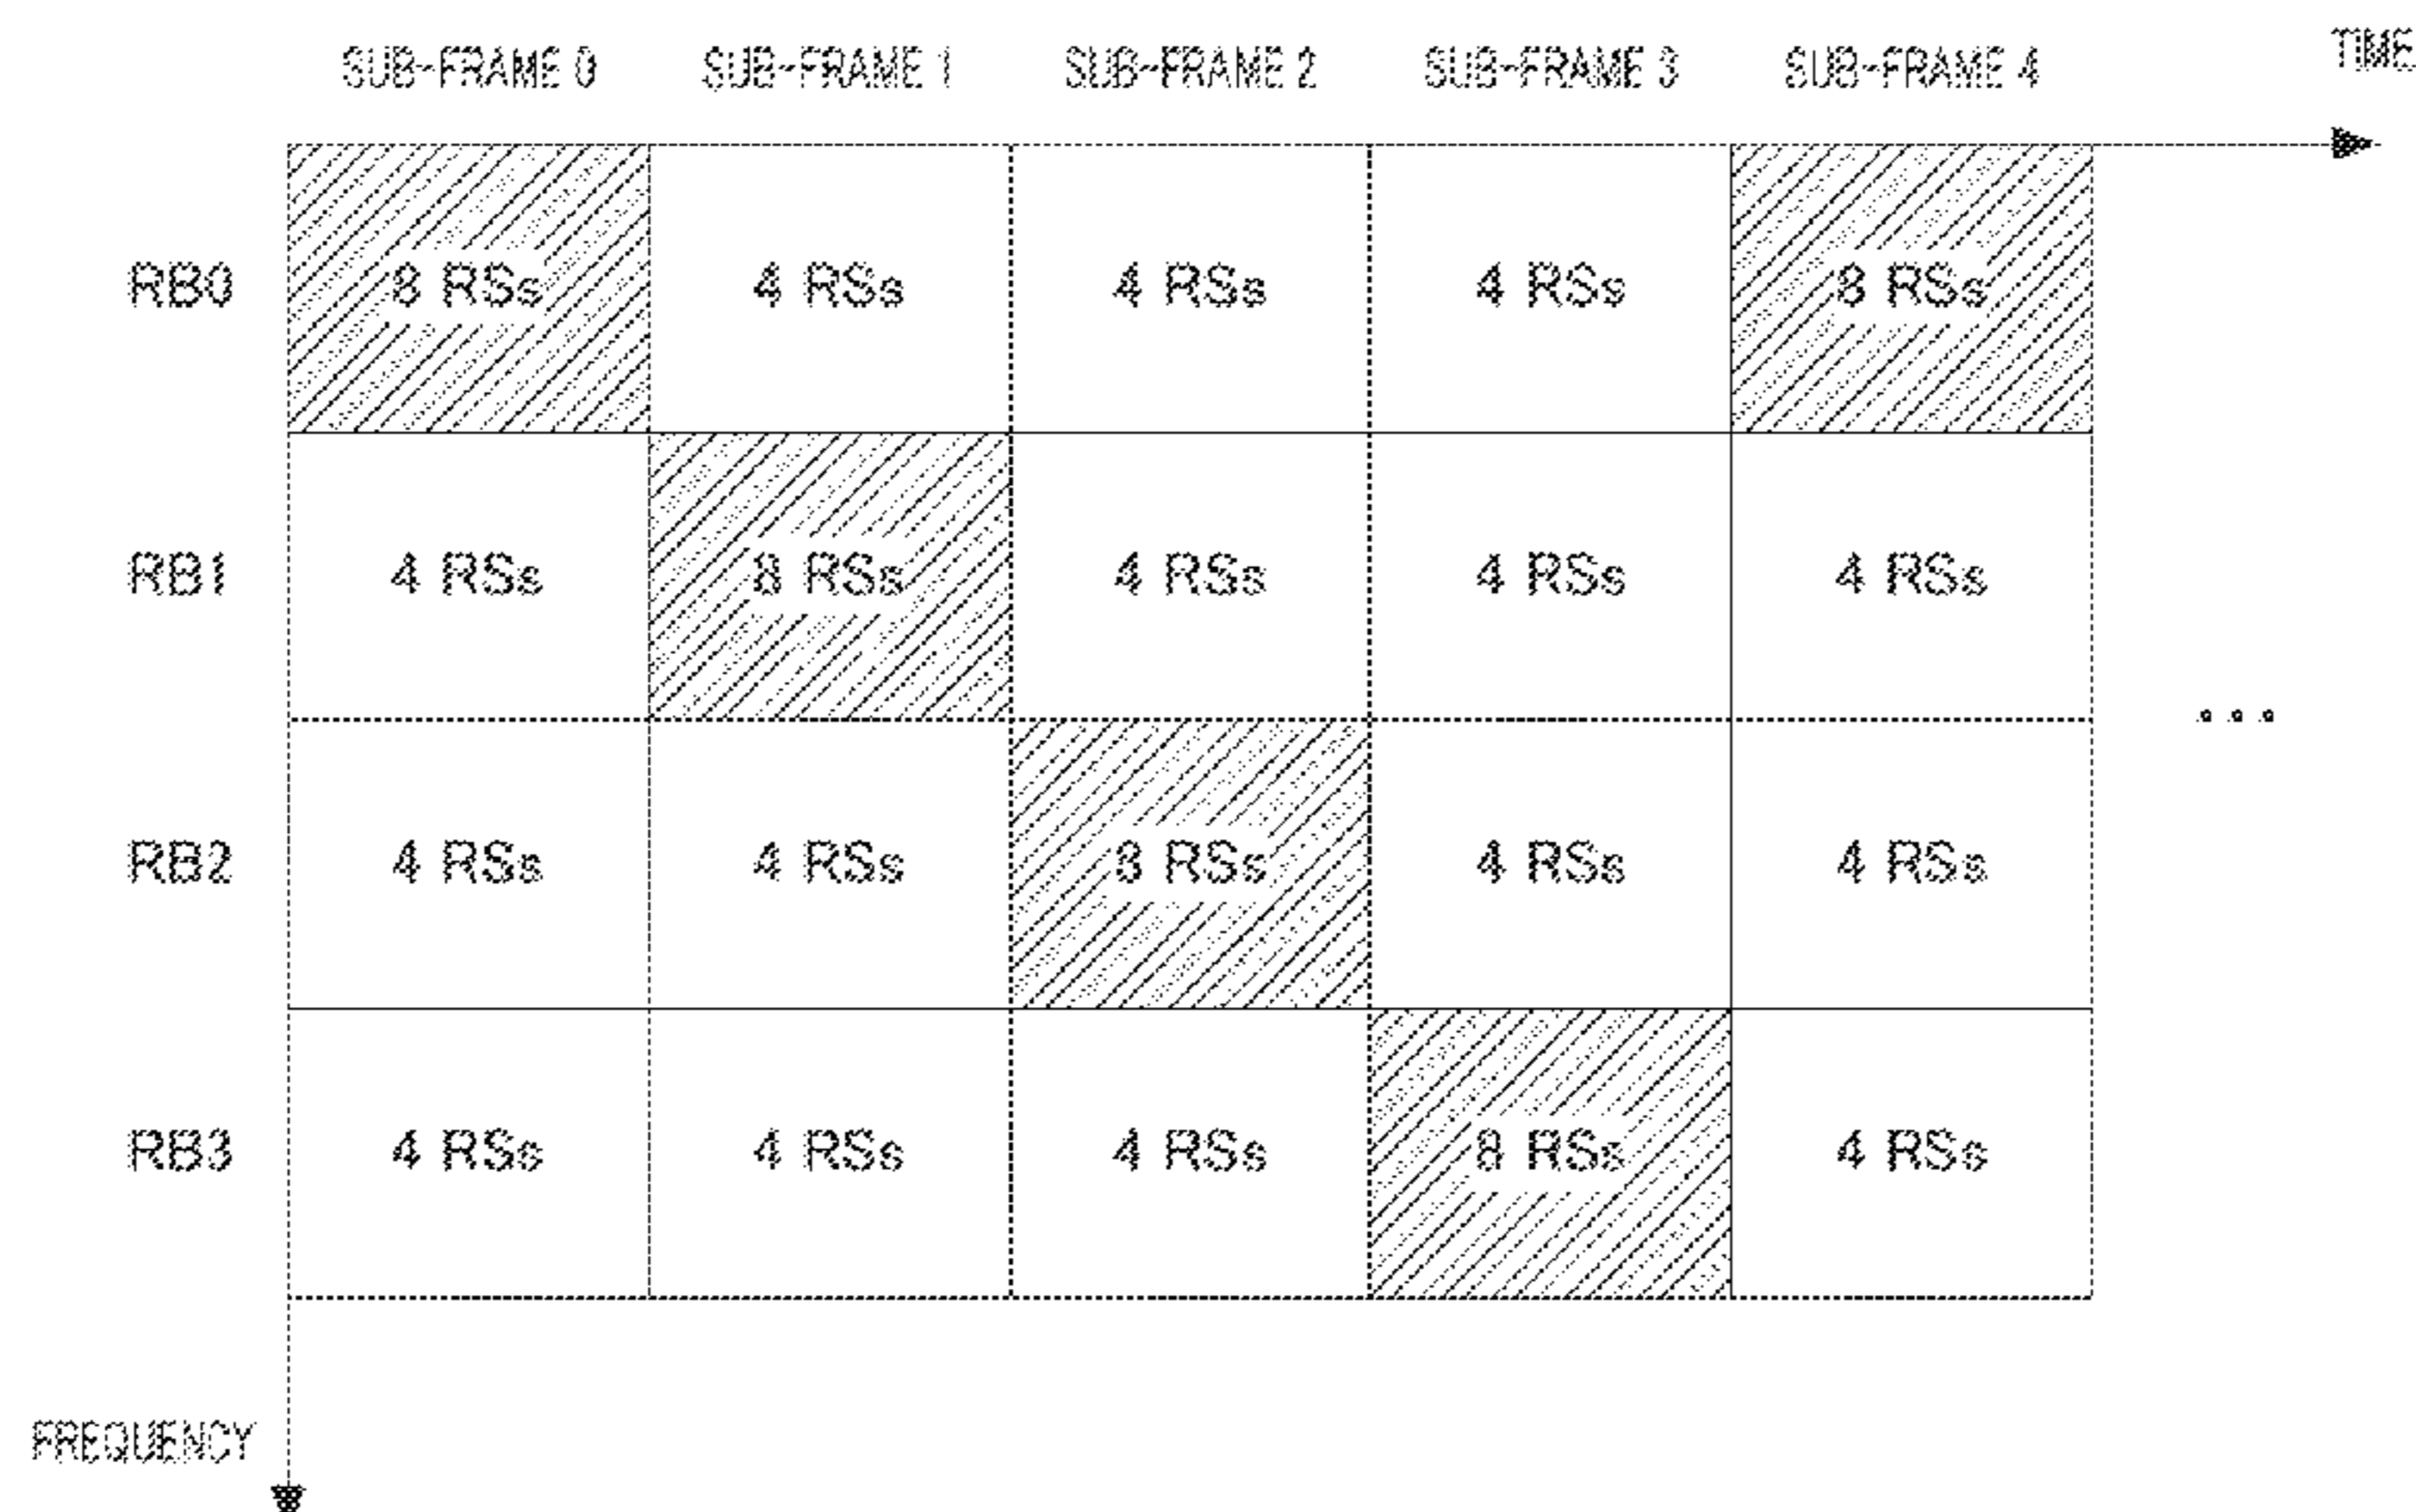 TIME
SUB-FRAME 0 SUB-FRAME 1 SUB-FRAME 2 SUB-FRAME 3 SUB-FRAME 4
RB0 8 RSs 4 RSs 4 RSs 4 RSs 8 RSs
RB1 4 RSs 8 RSs 4 RSs 4 RSs 4 RSs
...
RB2 4 RSs 4 RSs 8 RSs 4 RSs 4 RSs
RB3 4 RSs 4 RSs 4 RSs 8 RSs 4 RSs
FREQUENCY